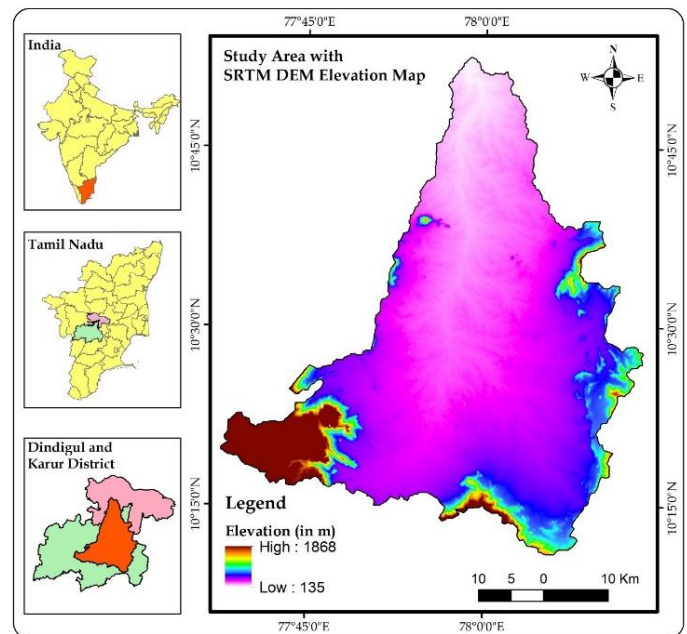 77°45'0"E
78°0'0"E
India
Tamil Nadu
Dindigul and
Karur District
Study Area with
SRTM DEM Elevation Map
N
W
E
S
10°45'0"N
10°30'0"N
10°15'0"N
10°45'0"N
10°30'0"N
10°15'0"N
Legend
Elevation (in m)
High : 1868
Low : 135
10 5 0 10 Km
77°45'0"E
78°0'0"E